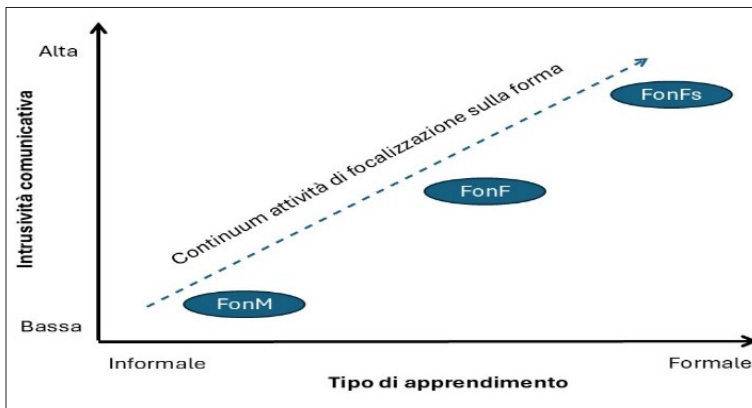 Alta
Intrusività comunicativa
Continuum attività di focalizzazione sulla forma
FonFs
FonF
FonM
Bassa
Informale
Formale
Tipo di apprendimento